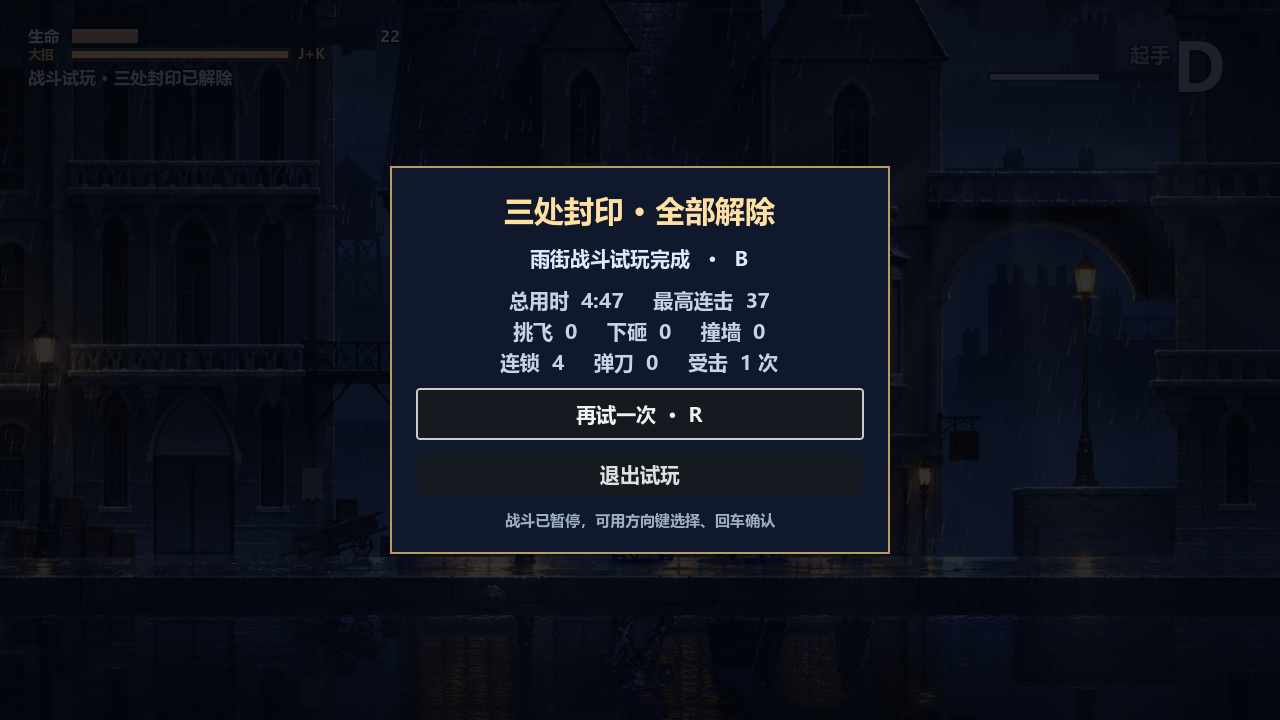 生命 22
大招 J+K
战斗试玩·三处封印已解除
起手 D
三处封印·全部解除
雨街战斗试玩完成 · B
总用时 4:47 最高连击 37
挑飞 0 下砸 0 撞墙 0
连锁 4 弹刀 0 受击 1 次
再试一次 · R
退出试玩
战斗已暂停，可用方向键选择、回车确认